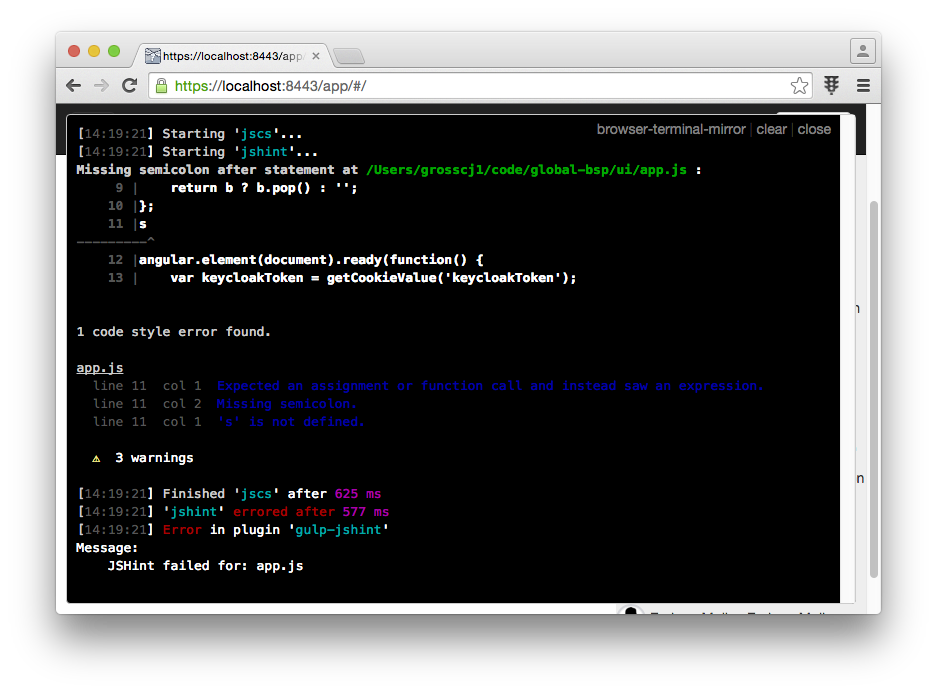 https://localhost:8443/app/
https://localhost:8443/app/#/
browser-terminal-mirror | clear | close
[14:19:21] Starting 'jscs'...
[14:19:21] Starting 'jshint'...
Missing semicolon after statement at /Users/grosscj1/code/global-bsp/ui/app.js :
9 |    return b ? b.pop() : '';
10 |};
11 |s
---------^
12 |angular.element(document).ready(function() {
13 |    var keycloakToken = getCookieValue('keycloakToken');
1 code style error found.
app.js
line 11  col 1  Expected an assignment or function call and instead saw an expression.
line 11  col 2  Missing semicolon.
line 11  col 1  's' is not defined.
⚠  3 warnings
[14:19:21] Finished 'jscs' after 625 ms
[14:19:21] 'jshint' errored after 577 ms
[14:19:21] Error in plugin 'gulp-jshint'
Message:
JSHint failed for: app.js